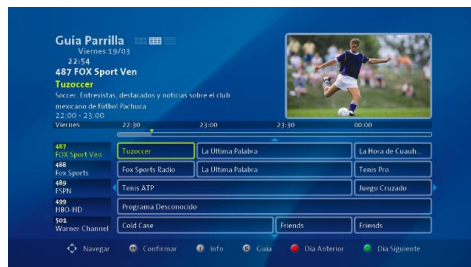 Guía Parrilla
Viernes 19/03
22:54
487 FOX Sport Ven
Tuzoccer
Soccer. Entrevistas, destacados y noticias sobre el club
mexicano de fútbol Pachuca
22:00 - 23:00
Viernes 22:30 23:00 23:30 00:00
487
FOX Sport Ven Tuzoccer La Ultima Palabra La Hora de Cuauh...
488
Fox Sports Fox Sports Radio La Ultima Palabra Tenis Pro
489
ESPN Tenis ATP Juego Cruzado
499
HBO-HD Programa Desconocido
501
Warner Channel Cold Case Friends Friends
Navegar Confirmar Info Guía Día Anterior Día Siguiente